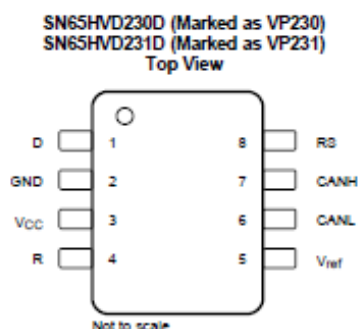 SN65HVD230D (Marked as VP230)
SN65HVD231D (Marked as VP231)
Top View
D 1 8 RS
GND 2 7 CANH
VCC 3 6 CANL
R 4 5 Vref
Not to scale